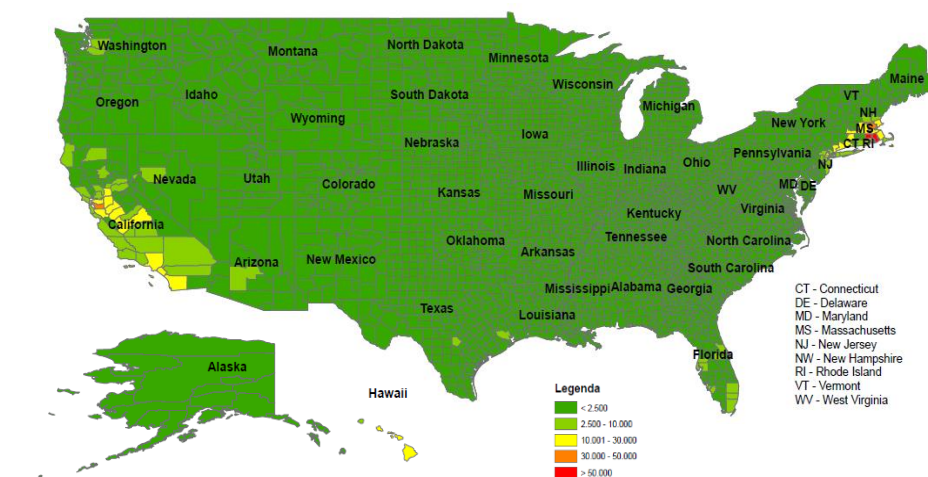 Washington
Montana
North Dakota
Minnesota
Maine
VT
NH
MS
CT RI
Oregon
Idaho
South Dakota
Wisconsin
Michigan
New York
Wyoming
Nebraska
Iowa
Illinois
Indiana
Ohio
Pennsylvania
NJ
Nevada
Utah
Colorado
Kansas
Missouri
WV
MD
DE
Kentucky
Virginia
California
Arizona
New Mexico
Oklahoma
Arkansas
Tennessee
North Carolina
South Carolina
Mississippi
Alabama
Georgia
Texas
Louisiana
Florida
Alaska
Hawaii
CT - Connecticut
DE - Delaware
MD - Maryland
MS - Massachusetts
NJ - New Jersey
NW - New Hampshire
RI - Rhode Island
VT - Vermont
WV - West Virginia
Legenda
< 2.500
2.500 - 10.000
10.001 - 30.000
30.000 - 50.000
> 50.000